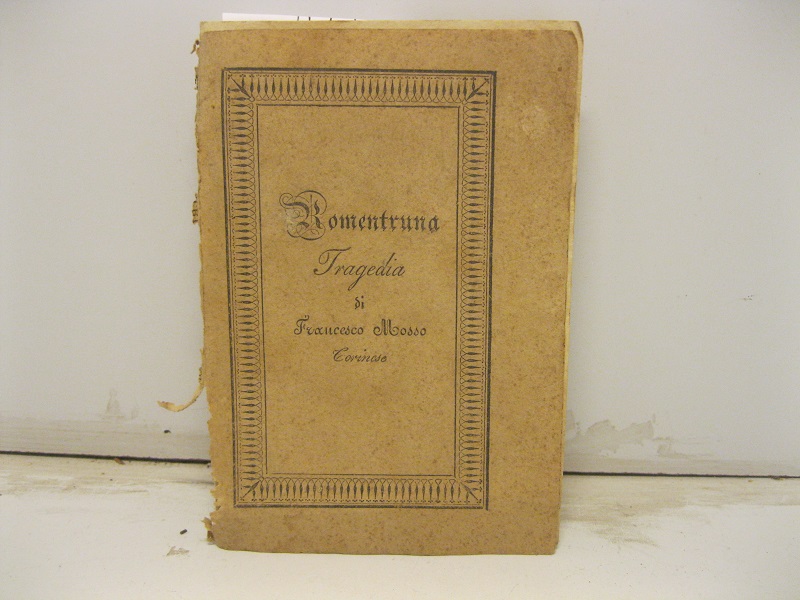 Romentruna
Tragedia
di
Francesco Mosso
Torinese